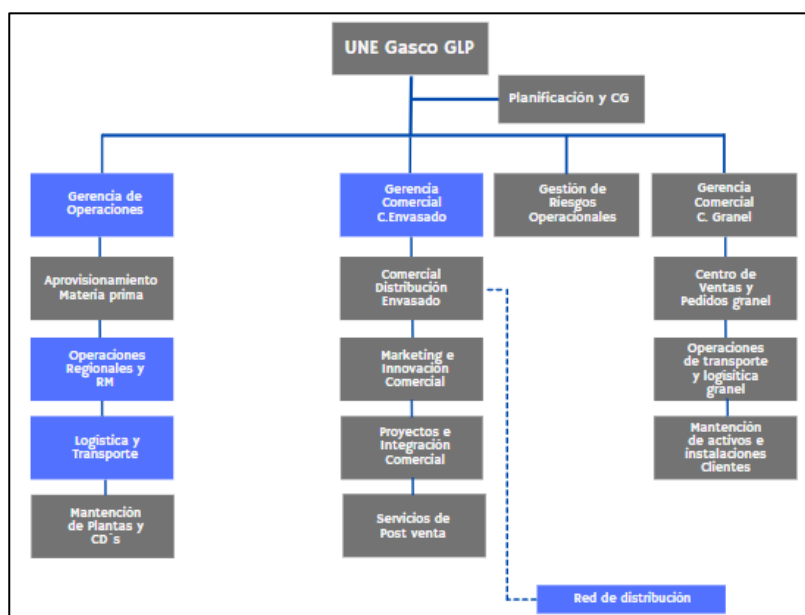 UNE Gasco GLP
Planificación y CG
Gerencia de
Operaciones
Gerencia
Comercial
C.Envasado
Gestión de
Riesgos
Operacionales
Gerencia
Comercial
C. Granel
Aprovisionamiento
Materia prima
Comercial
Distribución
Envasado
Centro de
Ventas y
Pedidos granel
Operaciones
Regionales y
RM
Marketing e
Innovación
Comercial
Operaciones
de transporte
y logísitica
granel
Logística y
Transporte
Proyectos e
Integración
Comercial
Mantención
de activos e
instalaciones
Clientes
Mantención
de Plantas y
CD`s
Servicios de
Post venta
Red de distribución